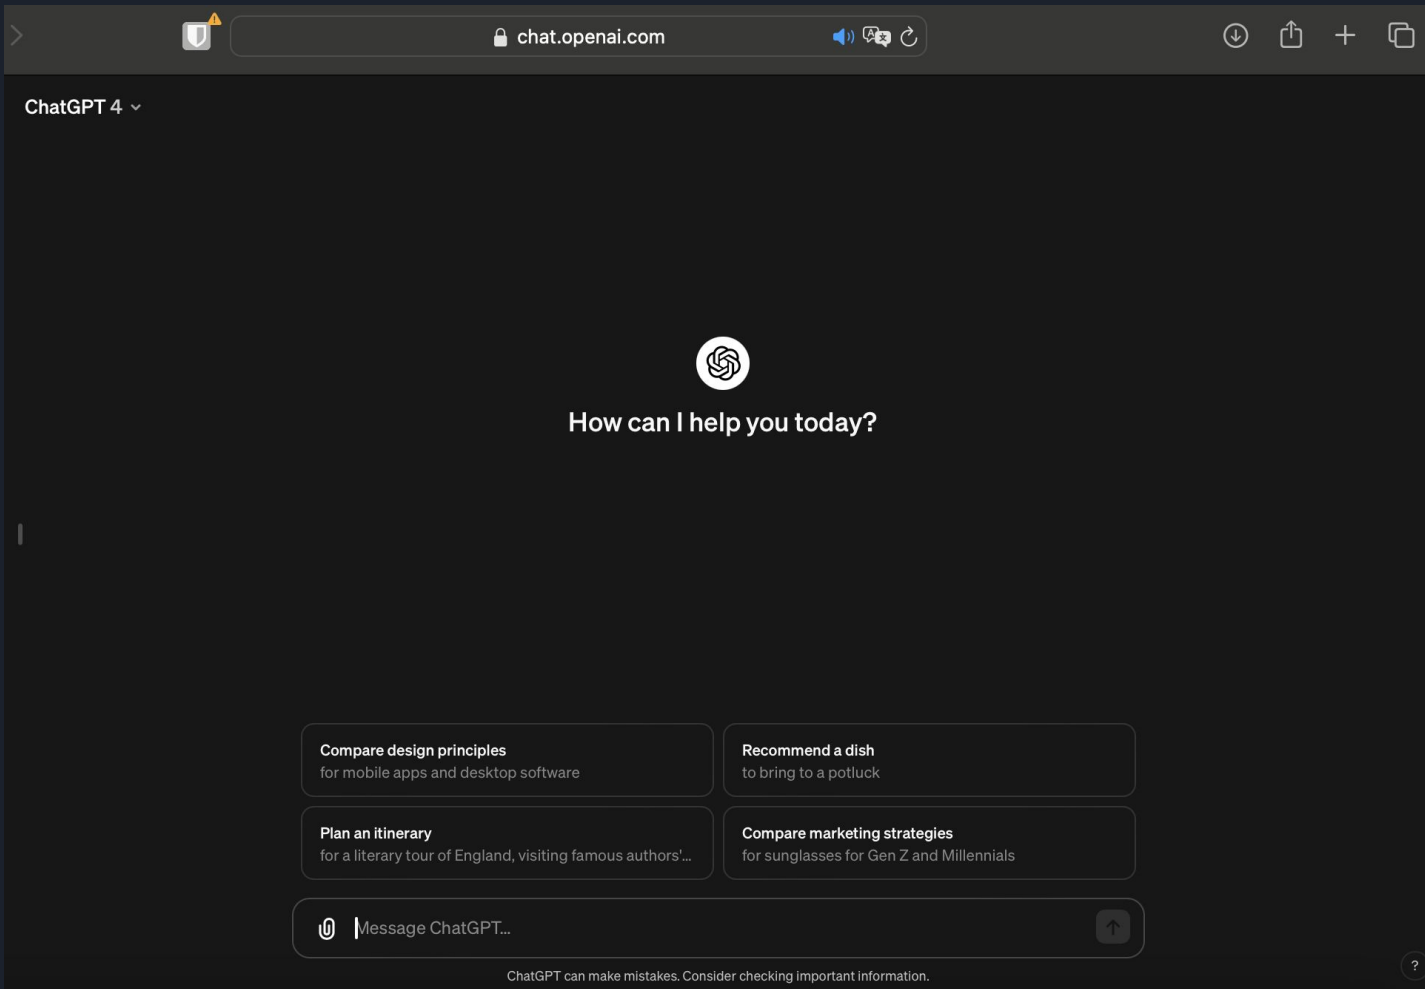 chat.openai.com
ChatGPT 4
How can I help you today?
Compare design principles
for mobile apps and desktop software
Recommend a dish
to bring to a potluck
Plan an itinerary
for a literary tour of England, visiting famous authors'...
Compare marketing strategies
for sunglasses for Gen Z and Millennials
Message ChatGPT...
ChatGPT can make mistakes. Consider checking important information.
?